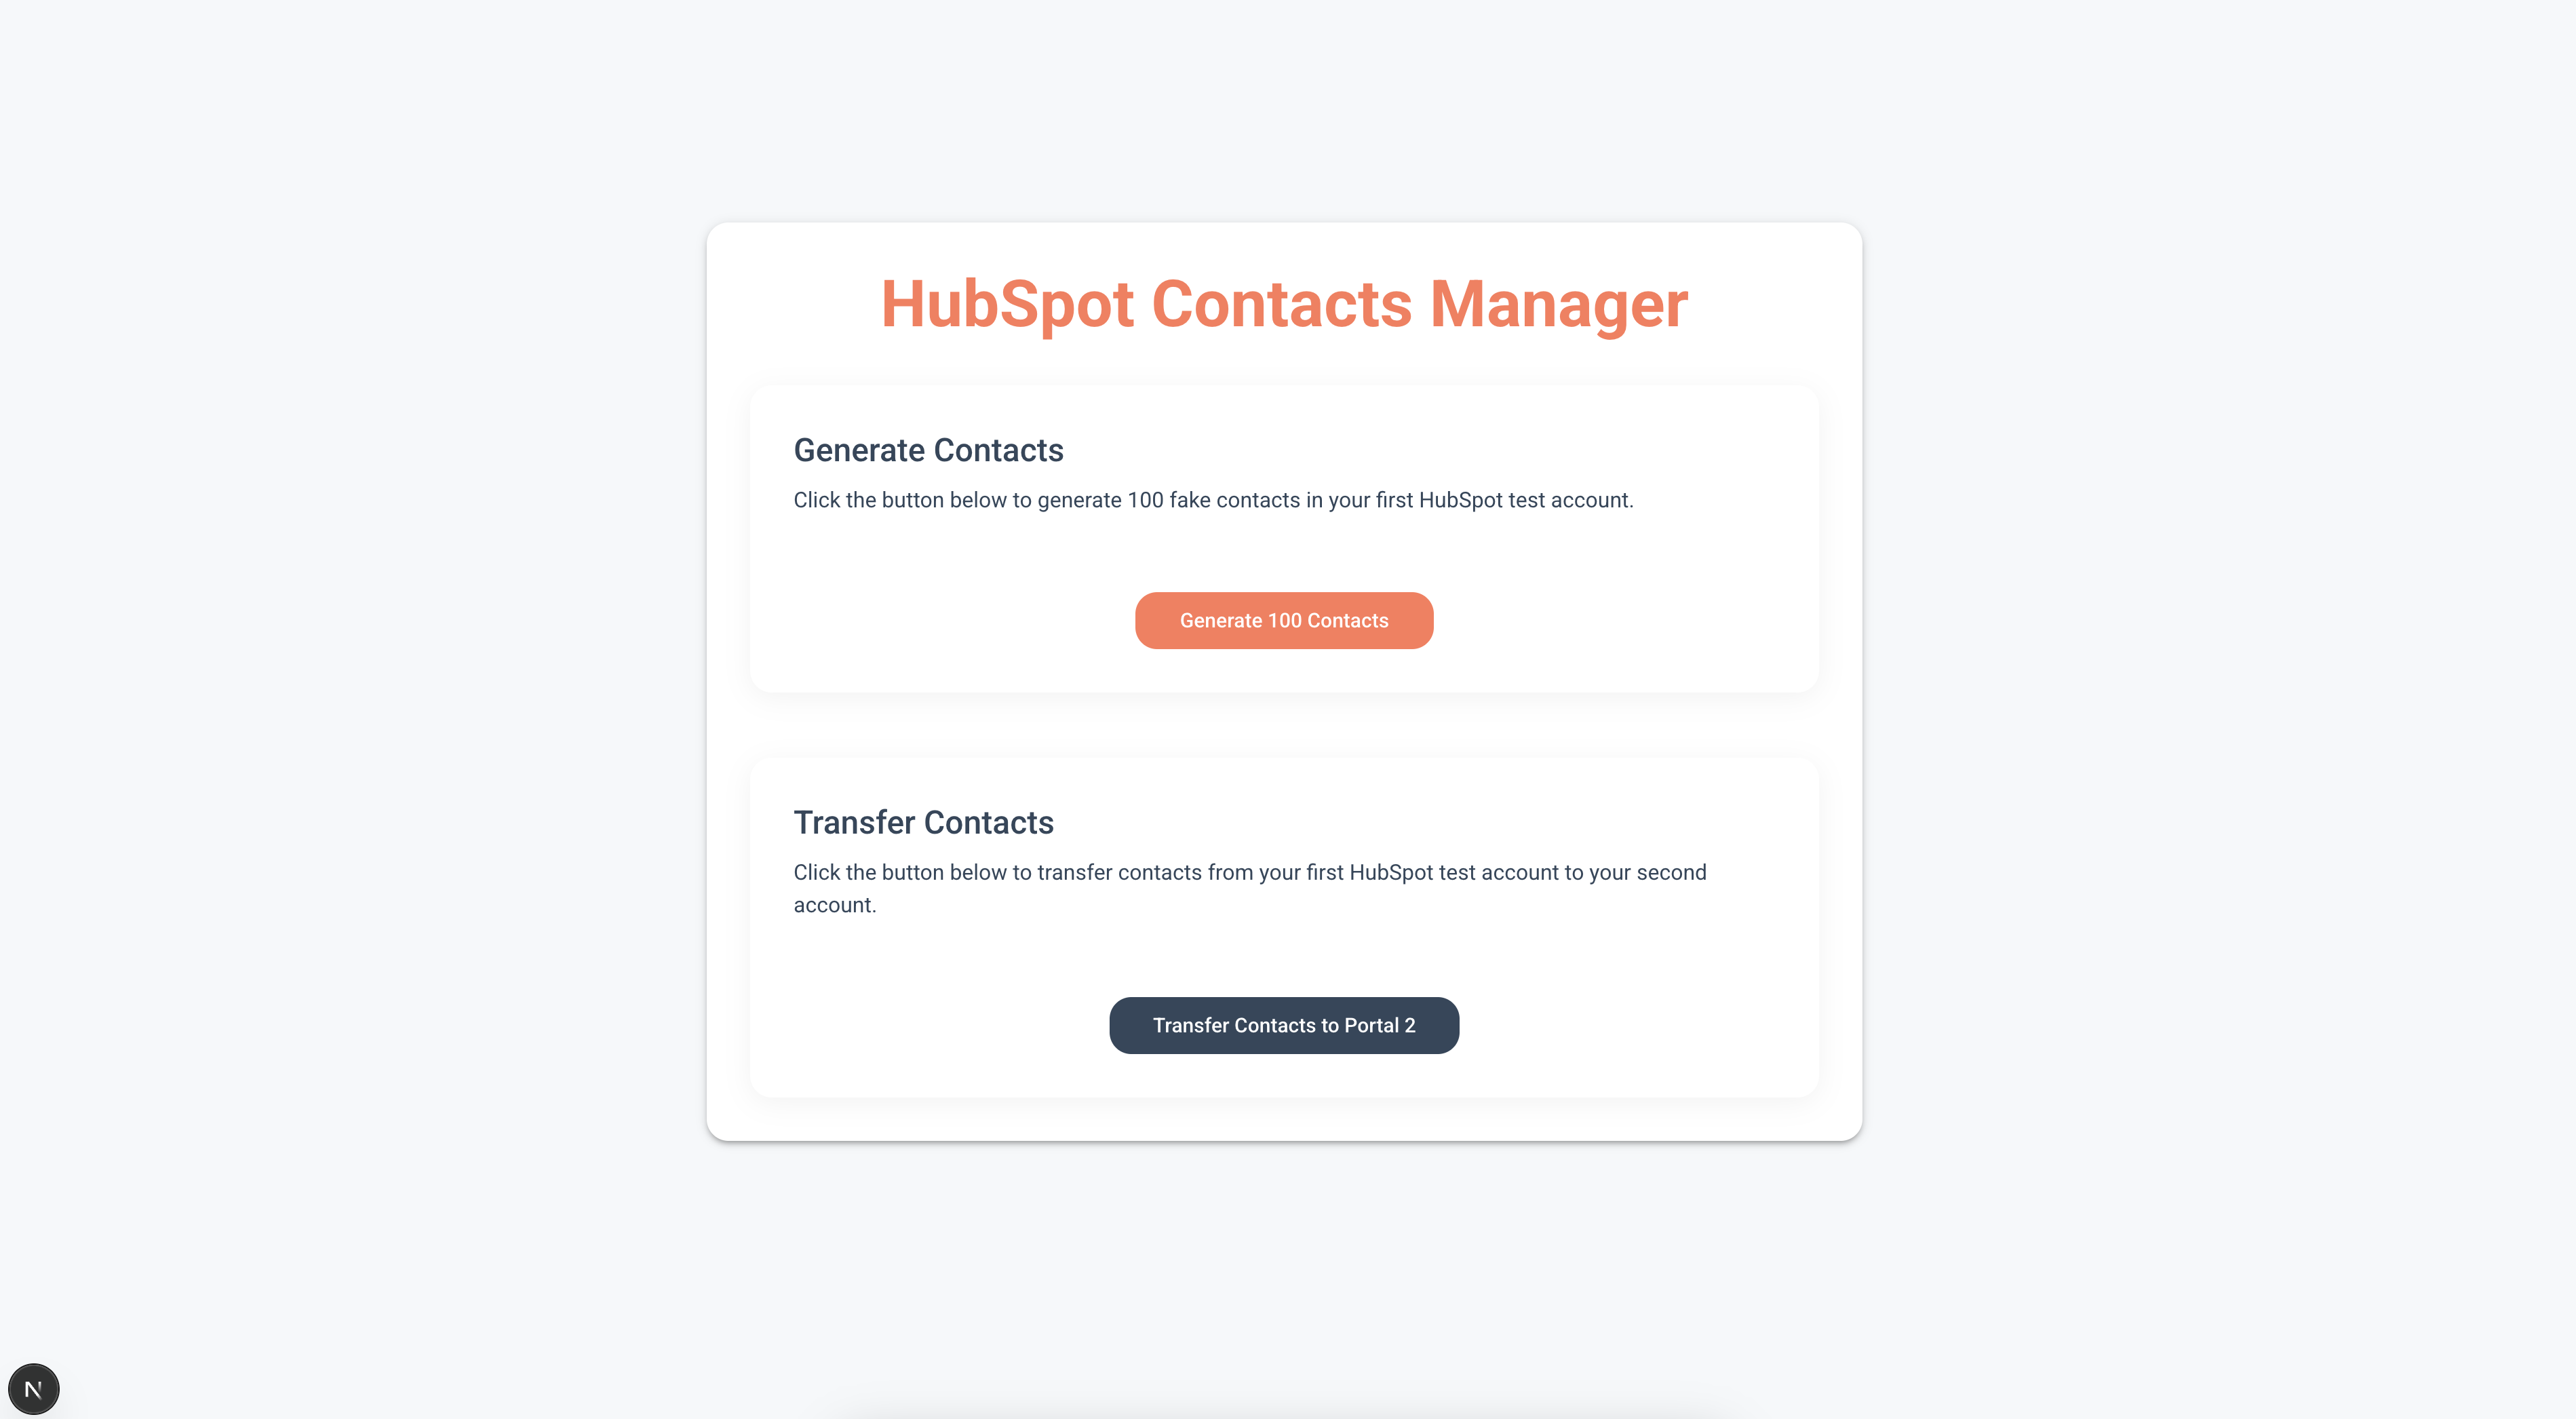 HubSpot Contacts Manager
Generate Contacts
Click the button below to generate 100 fake contacts in your first HubSpot test account.
Generate 100 Contacts
Transfer Contacts
Click the button below to transfer contacts from your first HubSpot test account to your second
account.
Transfer Contacts to Portal 2
N